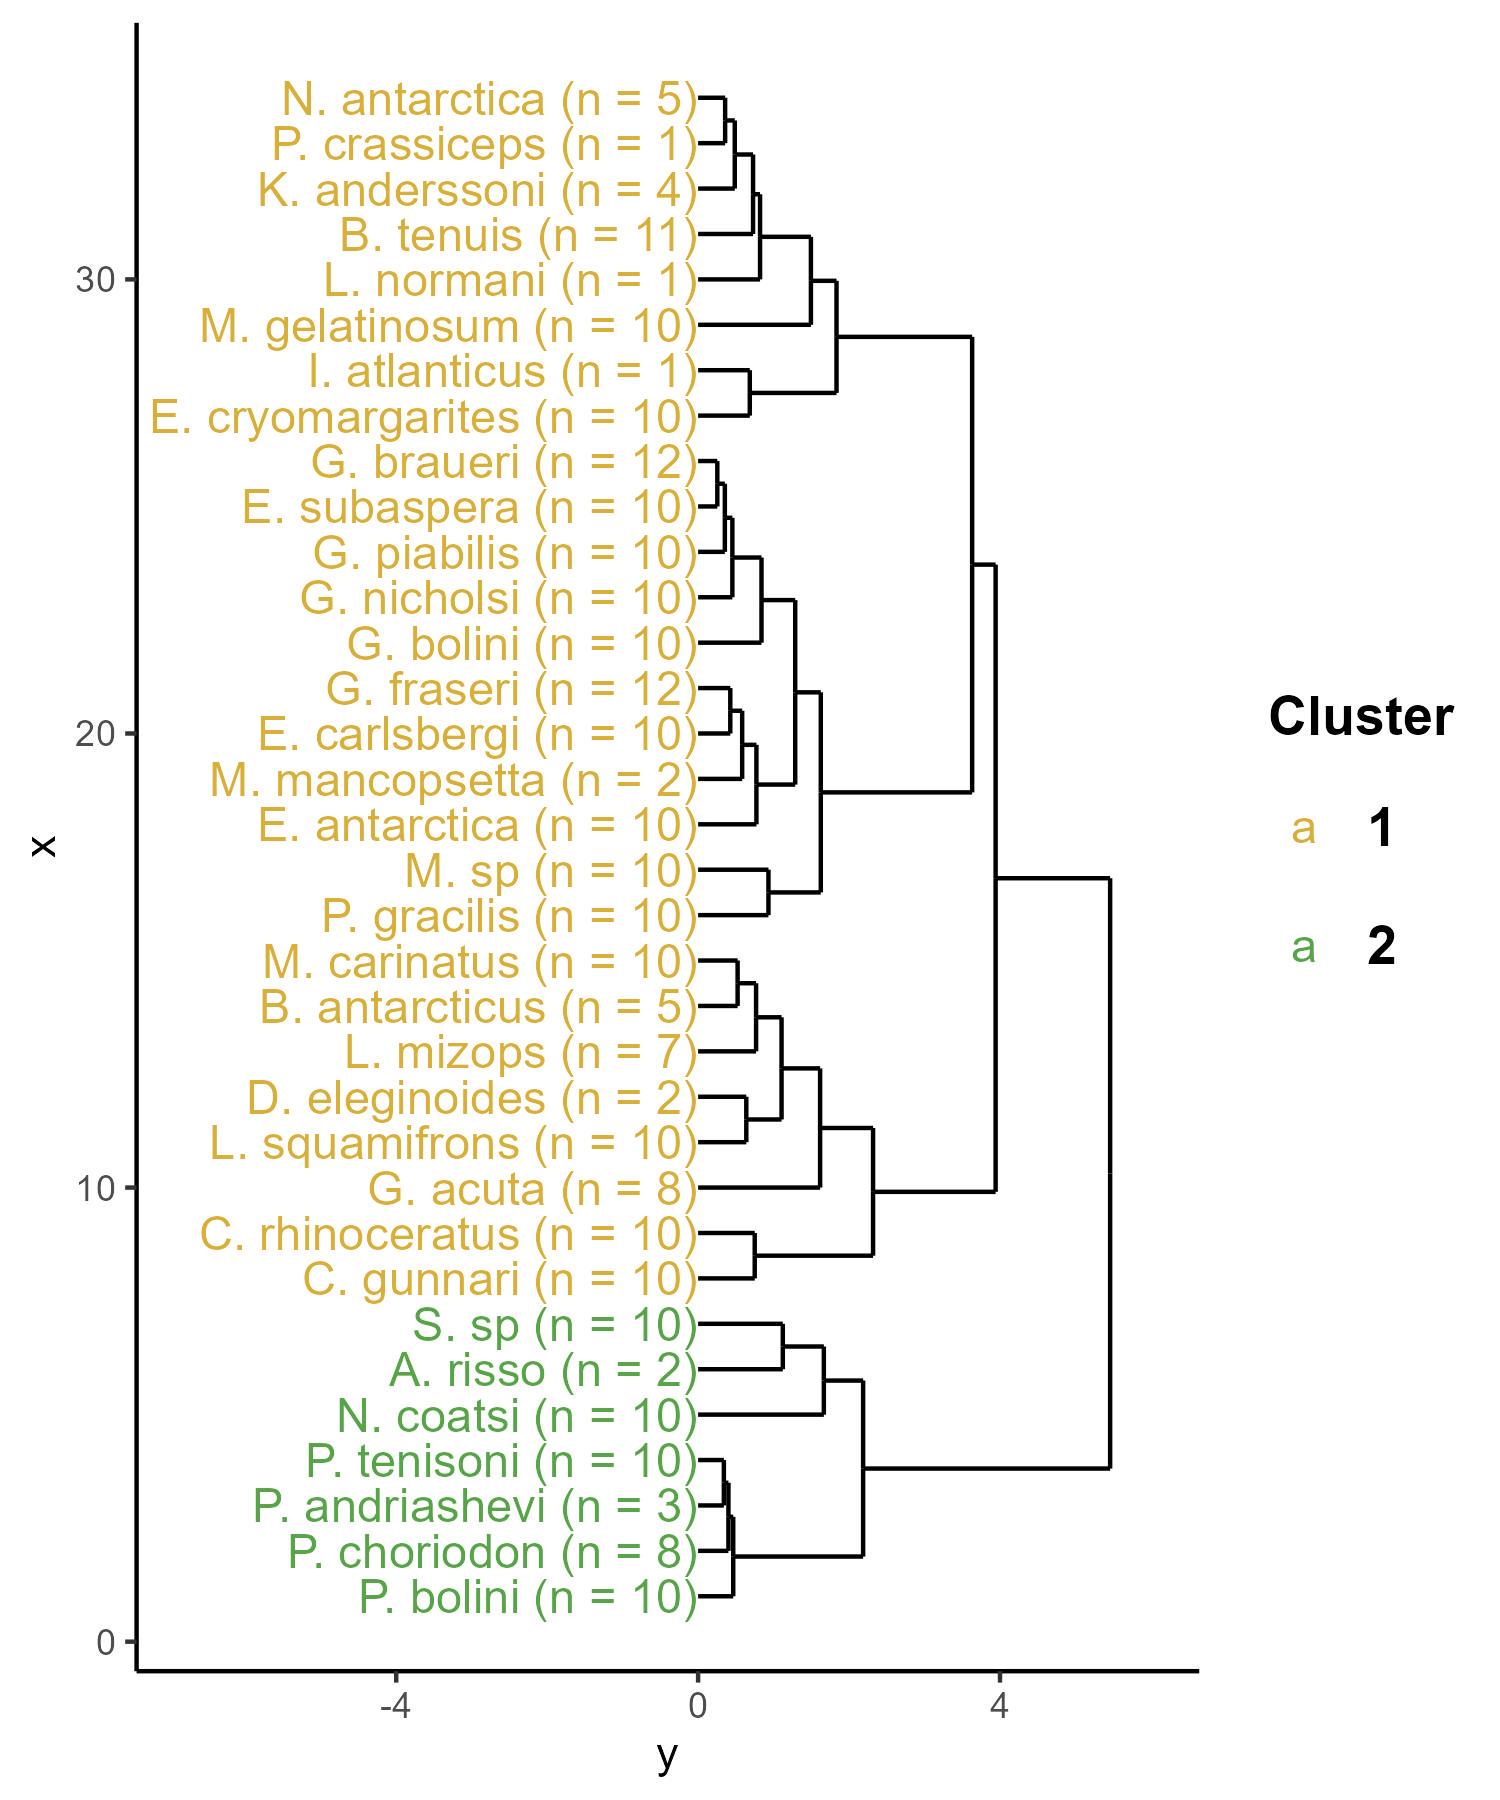 N. antarctica (n = 5)
P. crassiceps (n = 1)
K. anderssoni (n = 4)
B. tenuis (n = 11)
L. normani (n = 1)
30
M. gelatinosum (n = 10)
I. atlanticus (n = 1)
E. cryomargarites (n = 10)
G. braueri (n = 12)
E. subaspera (n = 10)
G. piabilis (n = 10)
G. nicholsi (n = 10)
G. bolini (n = 10)
G. fraseri (n = 12)
E. carlsbergi (n = 10)
20
M. mancopsetta (n = 2)
E. antarctica (n = 10)
x
M. sp (n = 10)
P. gracilis (n = 10)
M. carinatus (n = 10)
B. antarcticus (n = 5)
L. mizops (n = 7)
D. eleginoides (n = 2)
L. squamifrons (n = 10)
G. acuta (n = 8)
10
C. rhinoceratus (n = 10)
C. gunnari (n = 10)
S. sp (n = 10)
A. risso (n = 2)
N. coatsi (n = 10)
P. tenisoni (n = 10)
P. andriashevi (n = 3)
P. choriodon (n = 8)
P. bolini (n = 10)
0
-4 0 4
y
Cluster
a 1
a 2